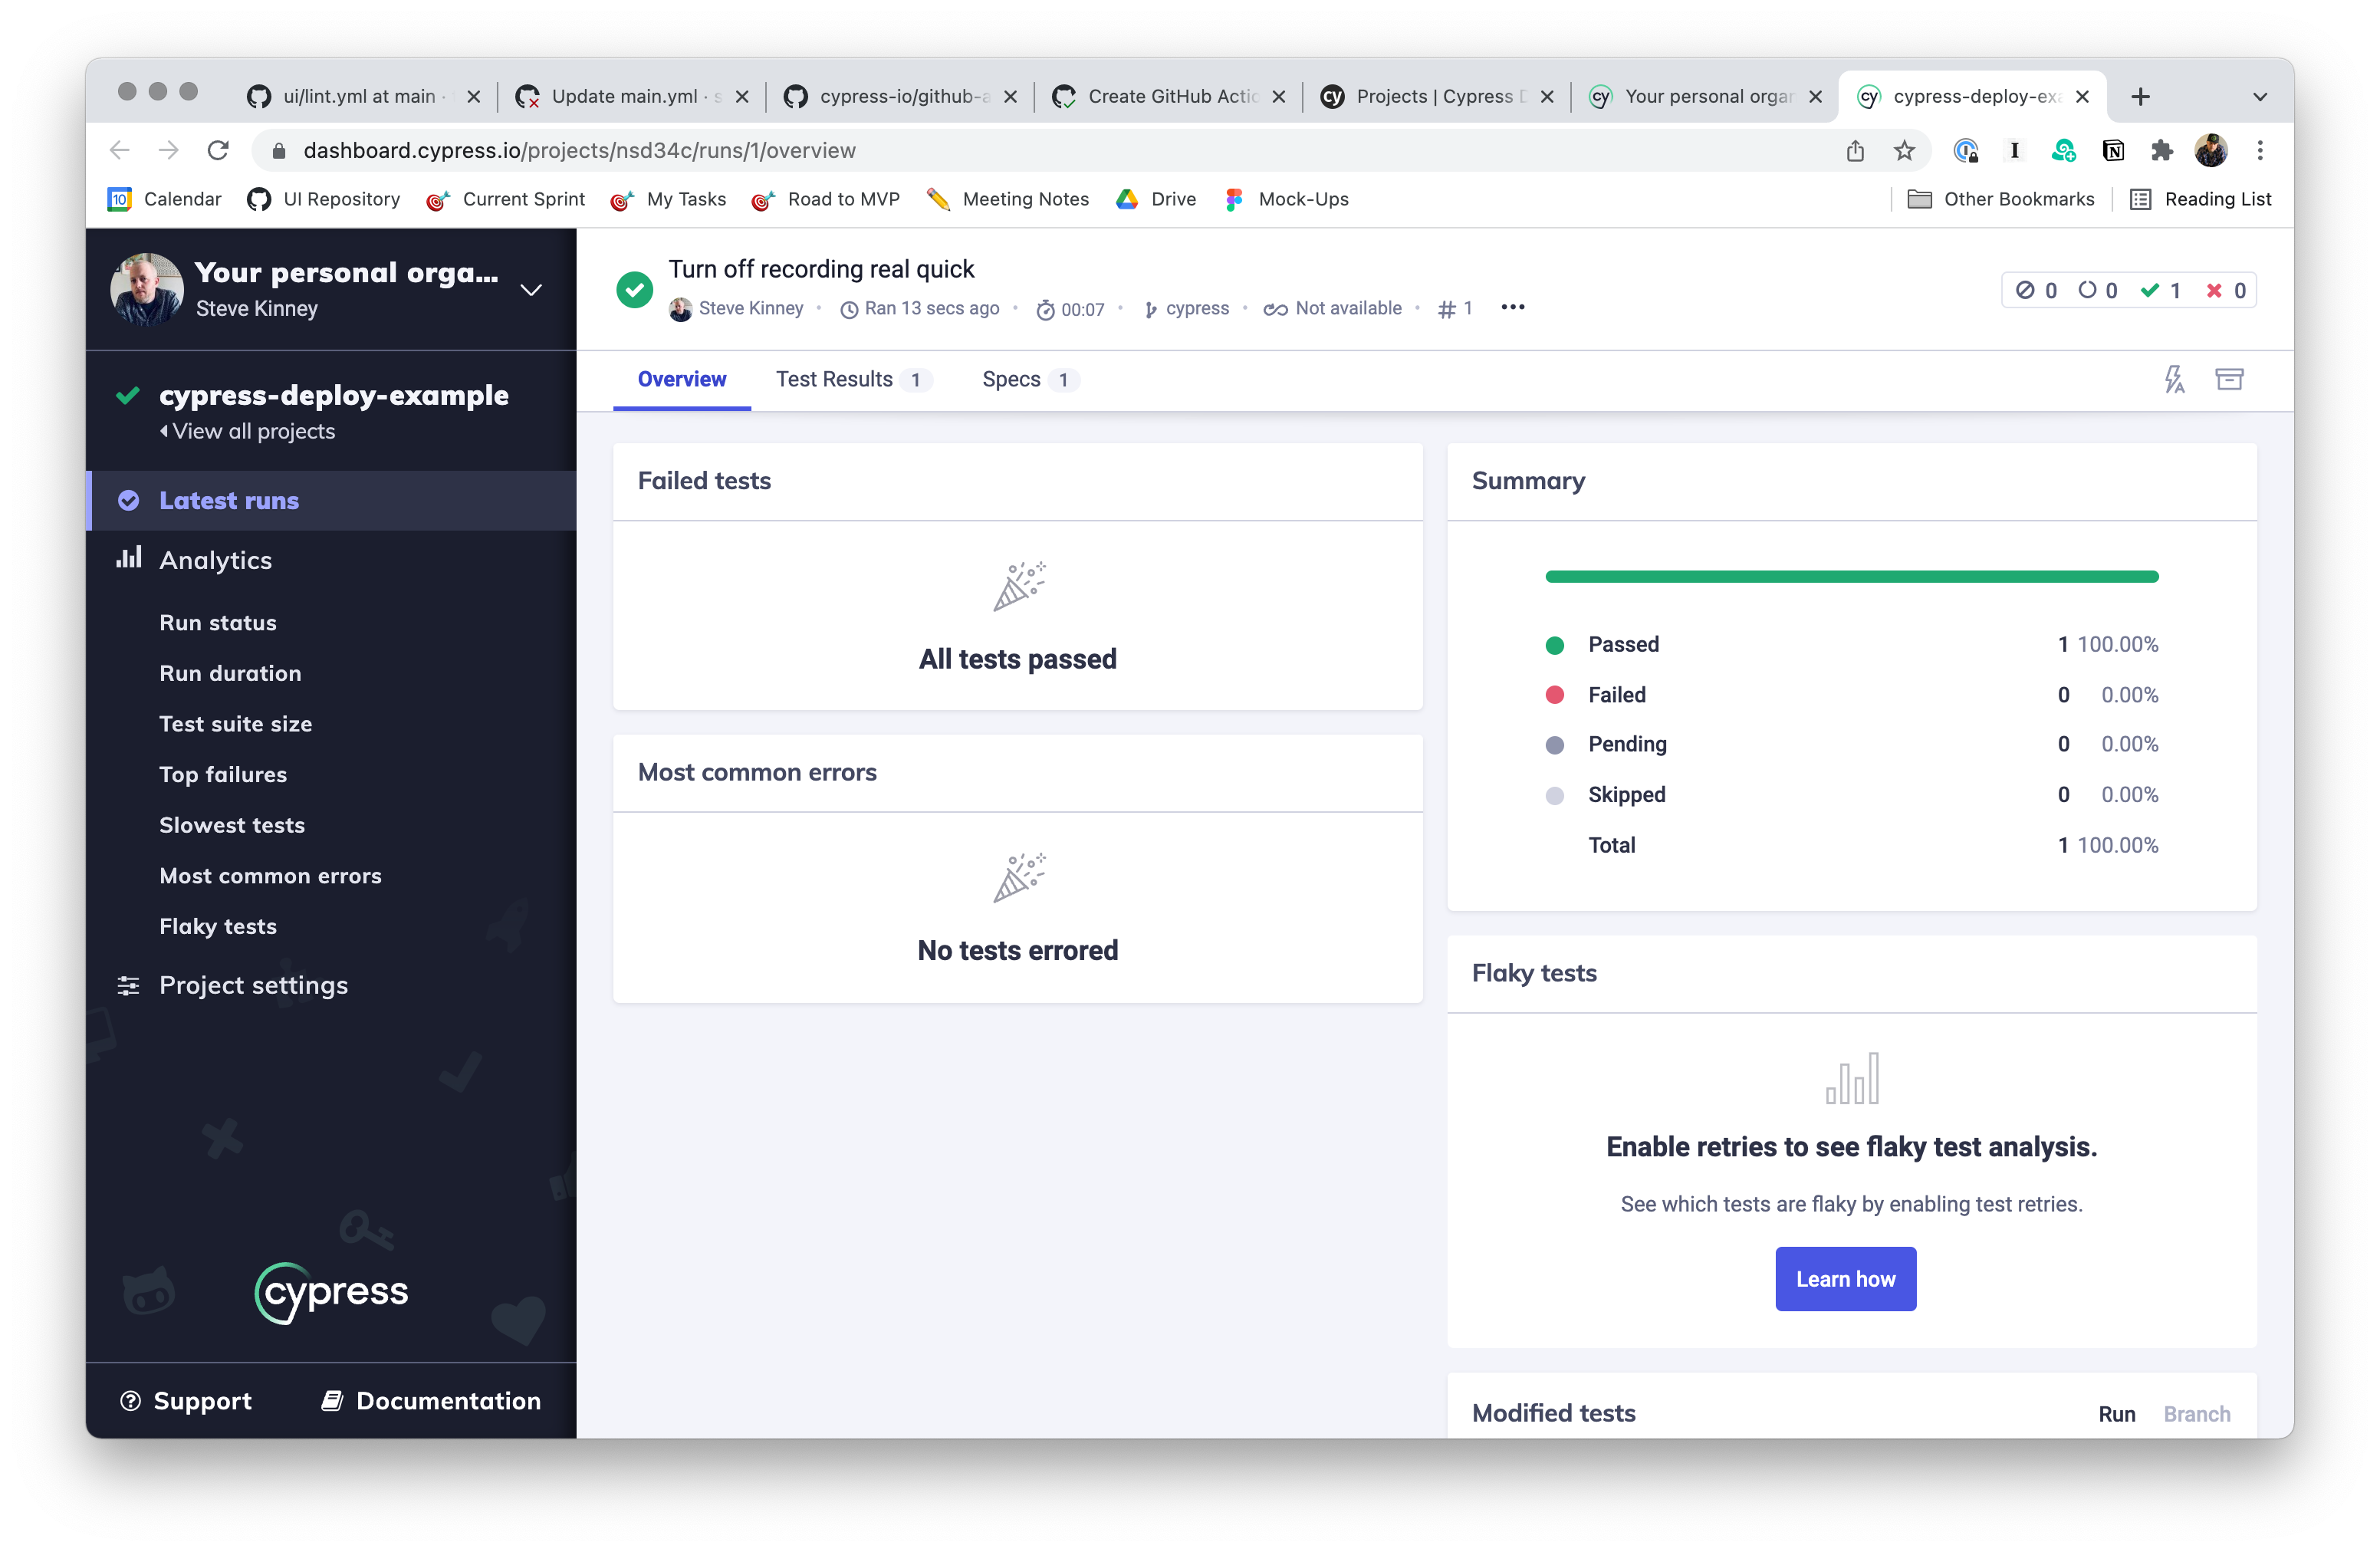 ui/lint.yml at main ·
Update main.yml · s
cypress-io/github-a
Create GitHub Actio
Projects | Cypress D
Your personal organ
cypress-deploy-exa
dashboard.cypress.io/projects/nsd34c/runs/1/overview
10 Calendar
UI Repository
Current Sprint
My Tasks
Road to MVP
Meeting Notes
Drive
Mock-Ups
Other Bookmarks
Reading List
Your personal orga...
Steve Kinney
cypress-deploy-example
View all projects
Latest runs
Analytics
Run status
Run duration
Test suite size
Top failures
Slowest tests
Most common errors
Flaky tests
Project settings
cypress
Support
Documentation
Turn off recording real quick
Steve Kinney • Ran 13 secs ago • 00:07 • cypress • Not available • # 1 •••
0 0 1 0
Overview
Test Results 1
Specs 1
Failed tests
All tests passed
Most common errors
No tests errored
Summary
Passed 1 100.00%
Failed 0 0.00%
Pending 0 0.00%
Skipped 0 0.00%
Total 1 100.00%
Flaky tests
Enable retries to see flaky test analysis.
See which tests are flaky by enabling test retries.
Learn how
Modified tests
Run Branch